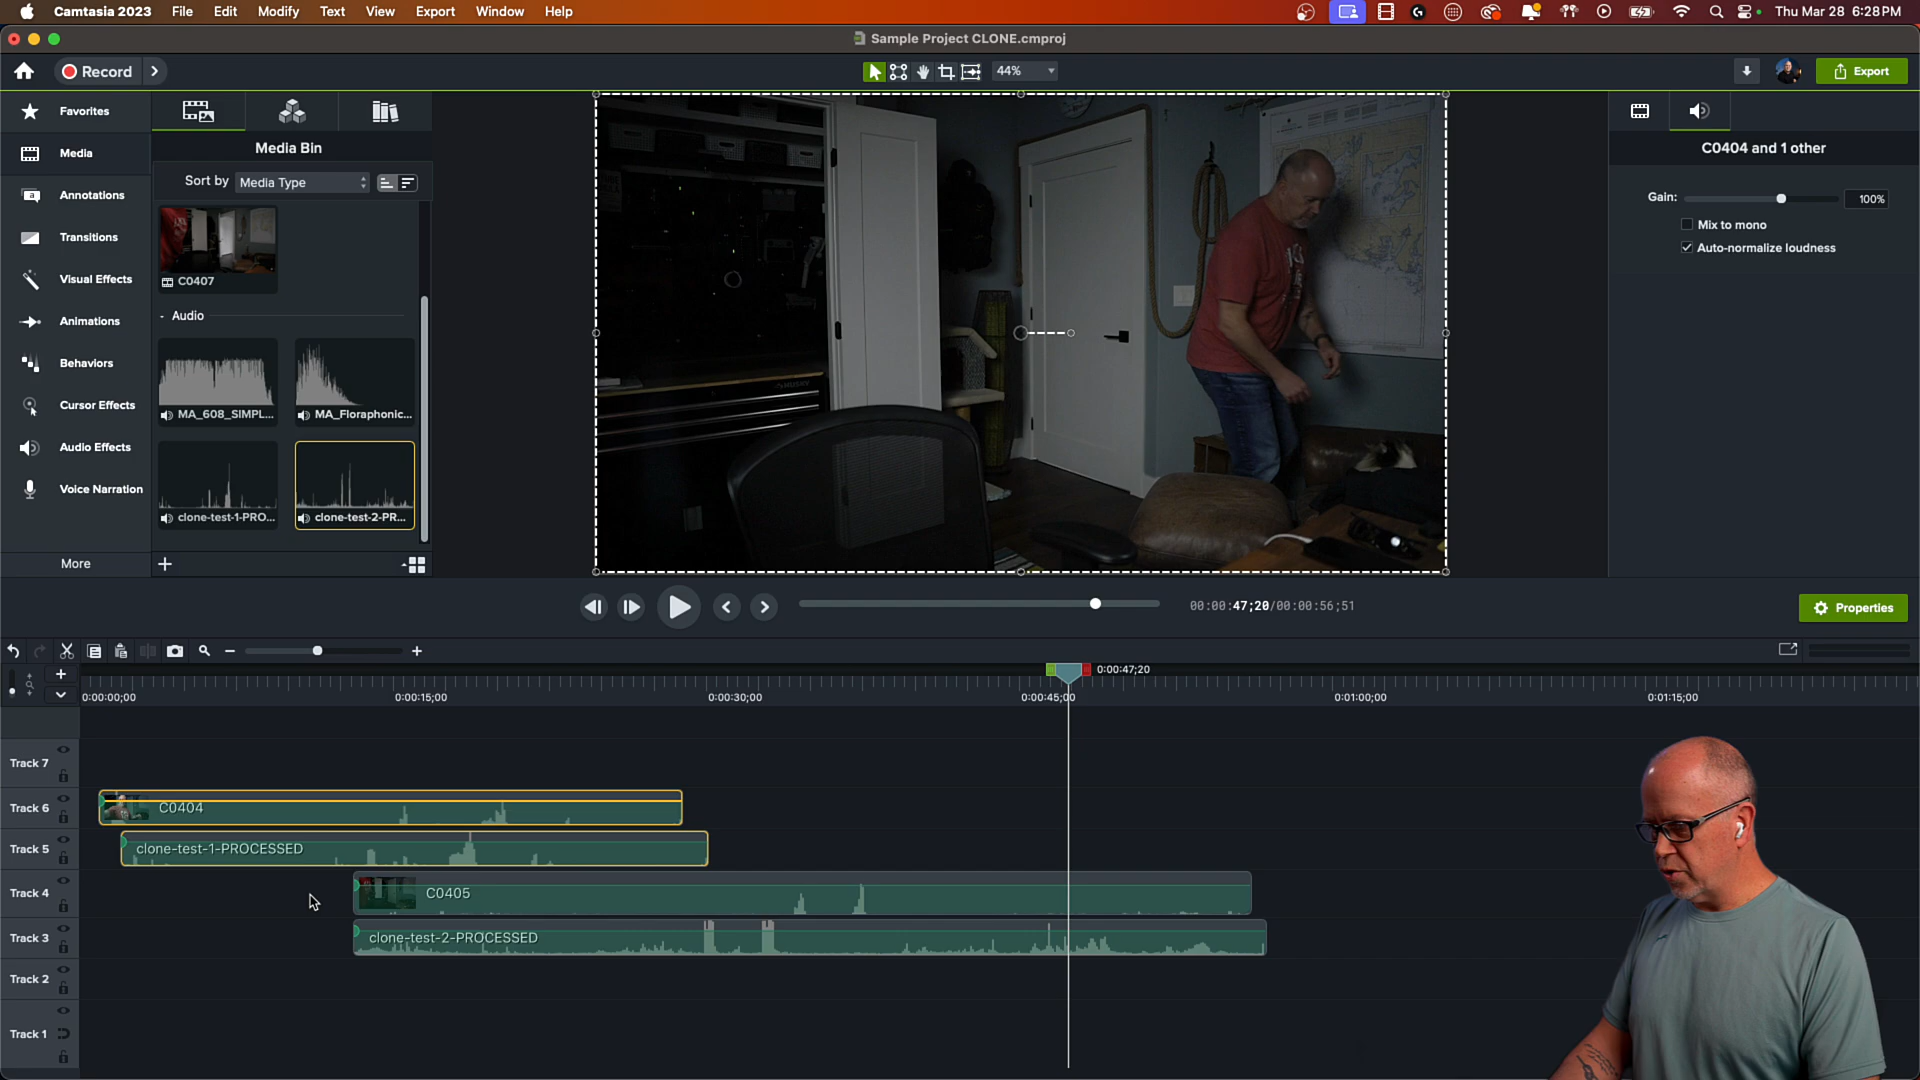 Camtasia 2023 File Edit Modify Text View Export Window Help Thu Mar 28 6:28 PM
Sample Project CLONE.cmproj
Record 44% Export
Favorites
Media
Annotations
Transitions
Visual Effects
Animations
Behaviors
Cursor Effects
Audio Effects
Voice Narration
More
Media Bin
Sort by Media Type
C0407
- Audio
MA_608_SIMPL... MA_Floraphonic...
clone-test-1-PRO... clone-test-2-PR...
HUSKY
C0404 and 1 other
Gain: 100%
Mix to mono
Auto-normalize loudness
00:00:47;20/00:00:56;51
Properties
0:00:47;20
0:00:00;00 0:00:15;00 0:00:30;00 0:00:45;00 0:01:00;00 0:01:15;00
Track 7
Track 6 C0404
Track 5 clone-test-1-PROCESSED
Track 4 C0405
Track 3 clone-test-2-PROCESSED
Track 2
Track 1